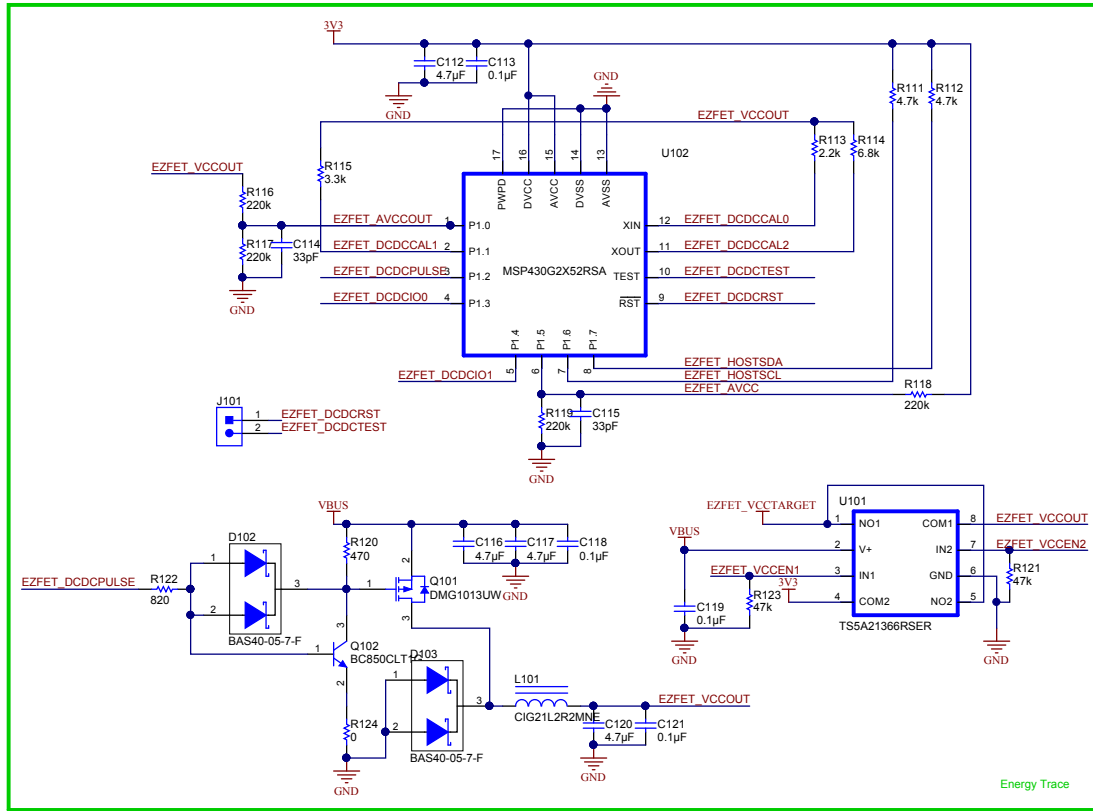 3V3
C112
4.7µF
C113
0.1µF
GND
GND
R111
4.7k
R112
4.7k
EZFET_VCCOUT
R113
2.2k
R114
6.8k
U102
EZFET_VCCOUT
R115
3.3k
R116
220k
R117
220k
C114
33pF
GND
17
16
15
14
13
PWPD
DVCC
AVCC
DVSS
AVSS
EZFET_AVCCOUT
1
P1.0
EZFET_DCDCCAL1
2
P1.1
EZFET_DCDCPULSE
3
P1.2
EZFET_DCDCIO0
4
P1.3
MSP430G2X52RSA
XIN
12
EZFET_DCDCCAL0
XOUT
11
EZFET_DCDCCAL2
TEST
10
EZFET_DCDCTEST
RST
9
EZFET_DCDCRST
P1.4
P1.5
P1.6
P1.7
5
6
7
8
EZFET_DCDCIO1
EZFET_HOSTSDA
EZFET_HOSTSCL
EZFET_AVCC
R118
220k
R119
220k
C115
33pF
GND
J101
1
EZFET_DCDCRST
2
EZFET_DCDCTEST
VBUS
R120
470
C116
4.7µF
C117
4.7µF
C118
0.1µF
GND
D102
1
2
3
BAS40-05-7-F
EZFET_DCDCPULSE
R122
820
Q101
DMG1013UW
1
2
3
Q102
BC850CLT1G
1
3
2
R124
0
GND
D103
1
2
3
BAS40-05-7-F
L101
CIG21L2R2MNE
EZFET_VCCOUT
C120
4.7µF
C121
0.1µF
GND
EZFET_VCCTARGET
U101
VBUS
1
NO1
2
V+
3
IN1
4
COM2
COM1
8
EZFET_VCCOUT
IN2
7
EZFET_VCCEN2
GND
6
NO2
5
EZFET_VCCEN1
3V3
R123
47k
R121
47k
C119
0.1µF
GND
TS5A21366RSER
GND
Energy Trace